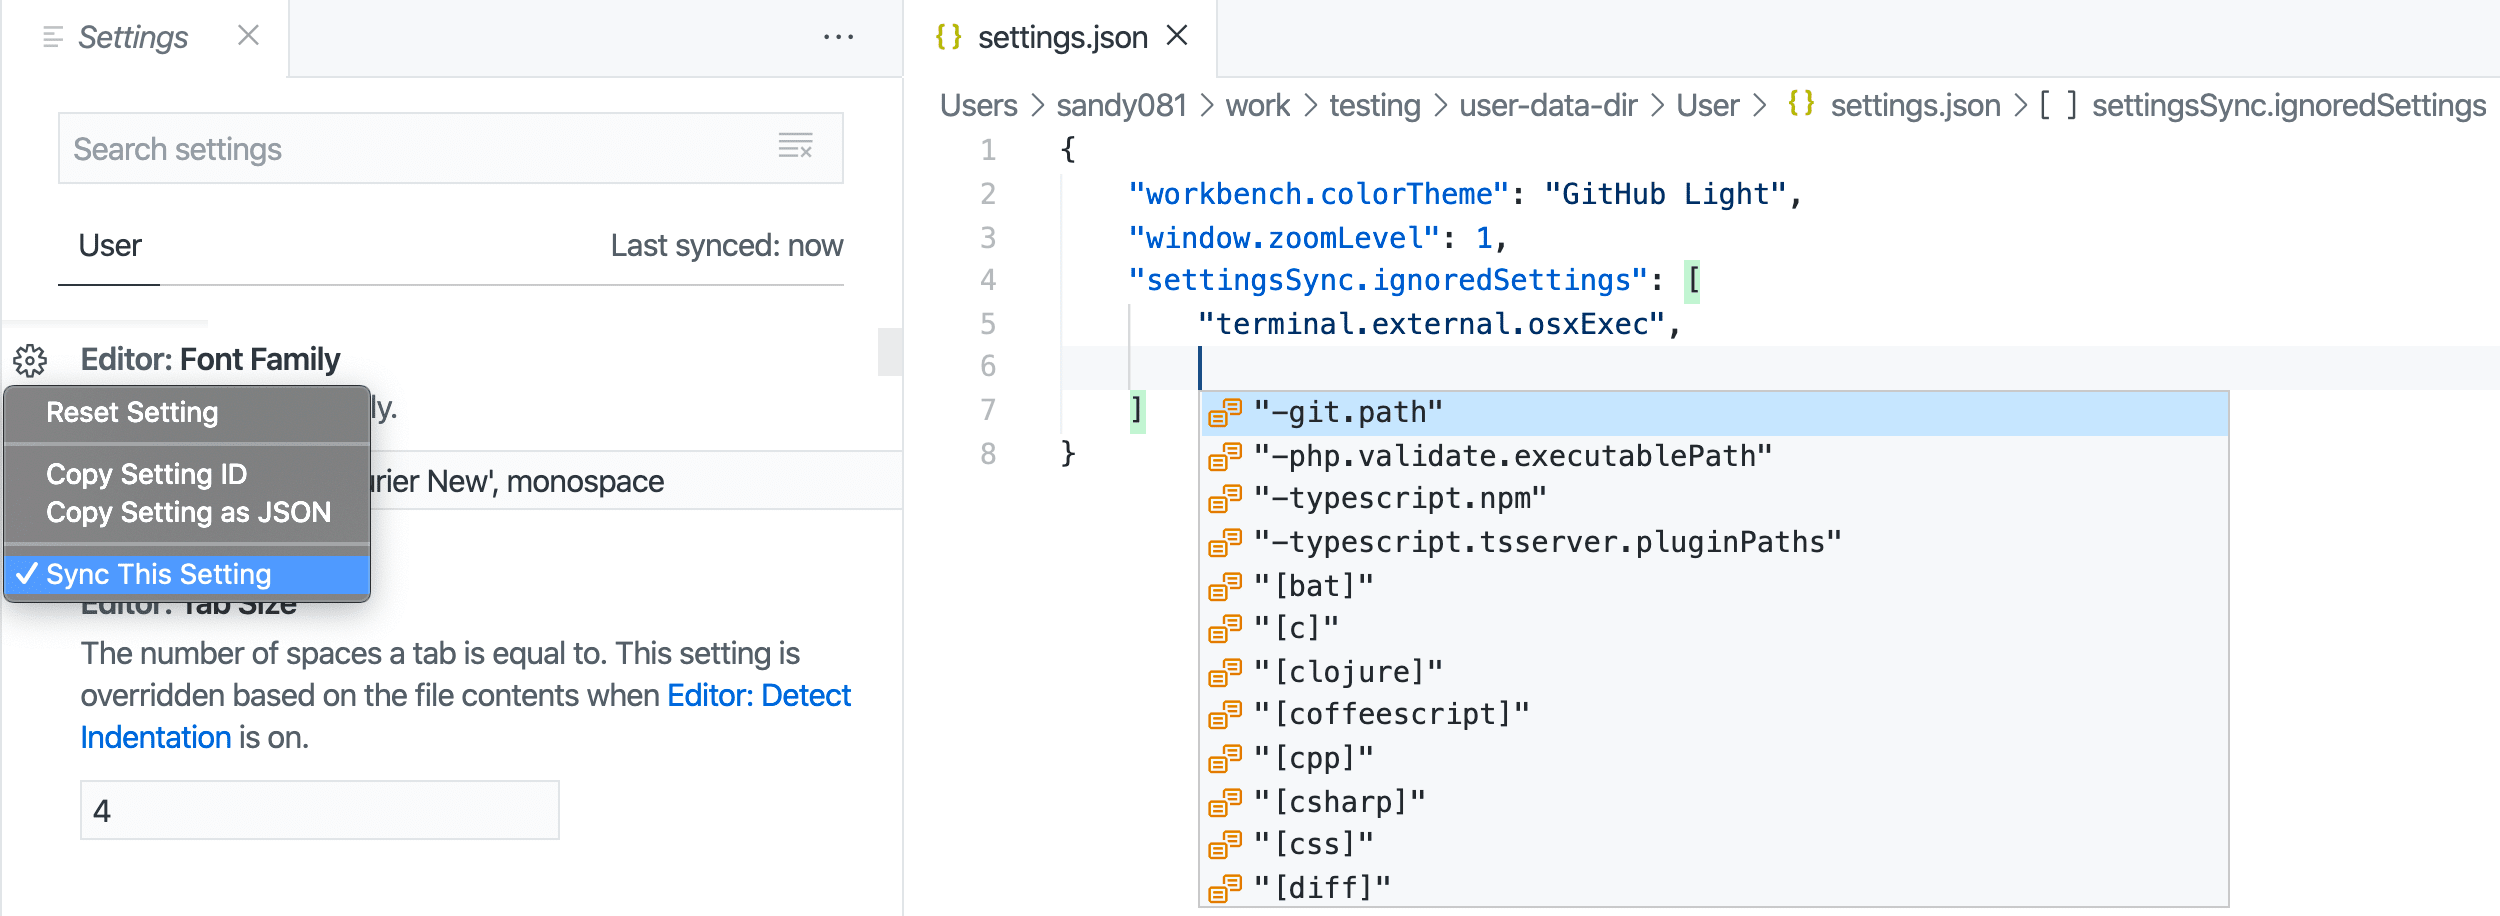 Settings
settings.json
Search settings
User
Last synced: now
Editor: Font Family
ly.
Reset Setting
Copy Setting ID
Copy Setting as JSON
Sync This Setting
urier New', monospace
Editor: Tab Size
The number of spaces a tab is equal to. This setting is
overridden based on the file contents when Editor: Detect
Indentation is on.
4
Users > sandy081 > work > testing > user-data-dir > User > {} settings.json > [ ] settingsSync.ignoredSettings
1 {
2 "workbench.colorTheme": "GitHub Light",
3 "window.zoomLevel": 1,
4 "settingsSync.ignoredSettings": [
5 "terminal.external.osxExec",
6
7 ]
8 }
"-git.path"
"-php.validate.executablePath"
"-typescript.npm"
"-typescript.tsserver.pluginPaths"
"[bat]"
"[c]"
"[clojure]"
"[coffeescript]"
"[cpp]"
"[csharp]"
"[css]"
"[diff]"